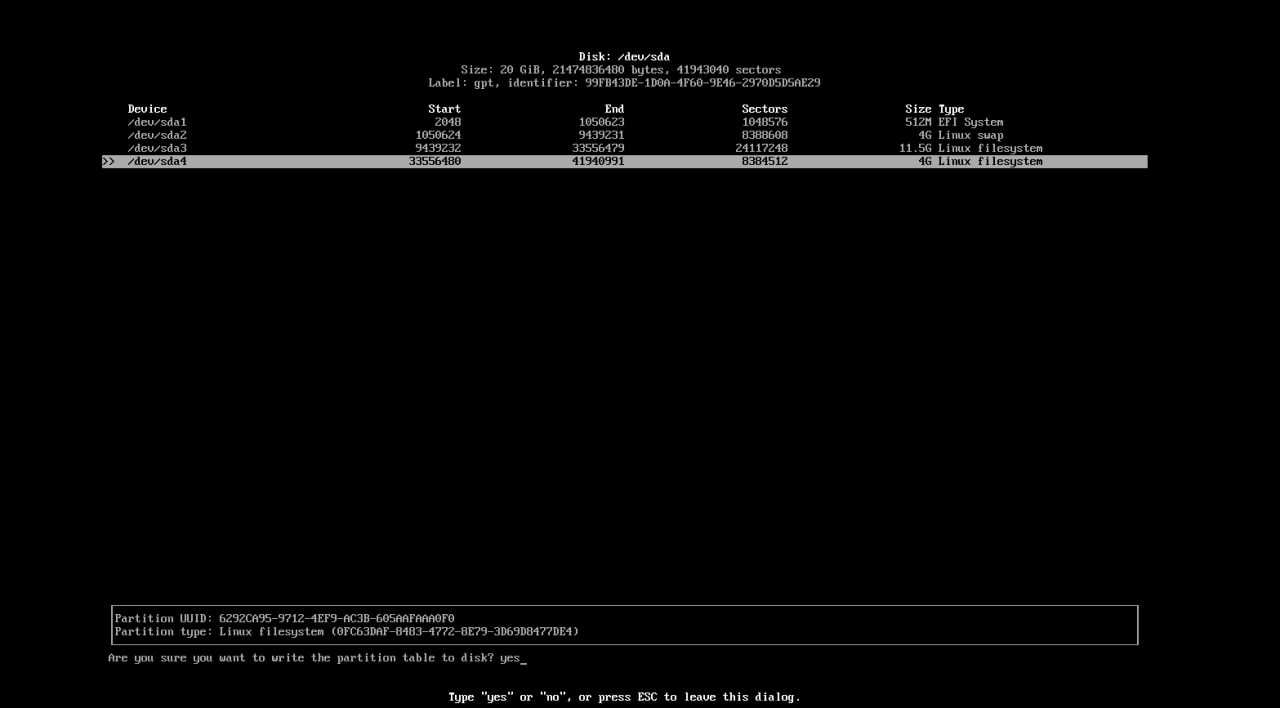 Disk: /dev/sda
Size: 20 GiB, 21474836480 bytes, 41943040 sectors
Label: gpt, identifier: 99FB43DE-1D0A-4F60-9E46-2970D5D5AE29
Device Start End Sectors Size Type
/dev/sda1 2048 1050623 1048576 512M EFI System
/dev/sda2 1050624 9439231 8388608 4G Linux swap
/dev/sda3 9439232 33556479 24117248 11.5G Linux filesystem
>> /dev/sda4 33556480 41940991 8384512 4G Linux filesystem
Partition UUID: 6292CA95-9712-4EF9-AC3B-605AAFAAA0F0
Partition type: Linux filesystem (0FC63DAF-8483-4772-8E79-3D69D8477DE4)
Are you sure you want to write the partition table to disk? yes_
Type "yes" or "no", or press ESC to leave this dialog.